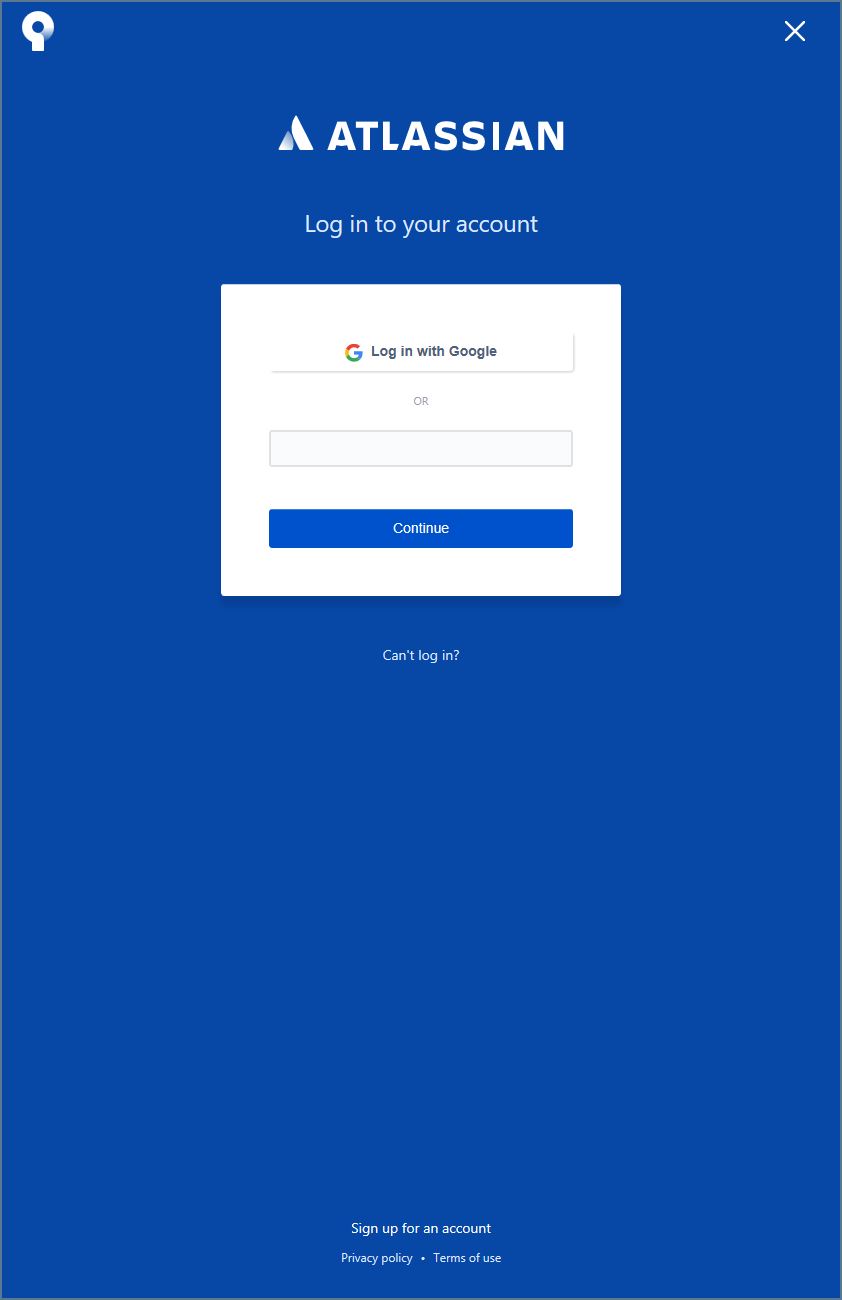 ATLASSIAN
Log in to your account
Log in with Google
OR
Continue
Can't log in?
Sign up for an account
Privacy policy • Terms of use